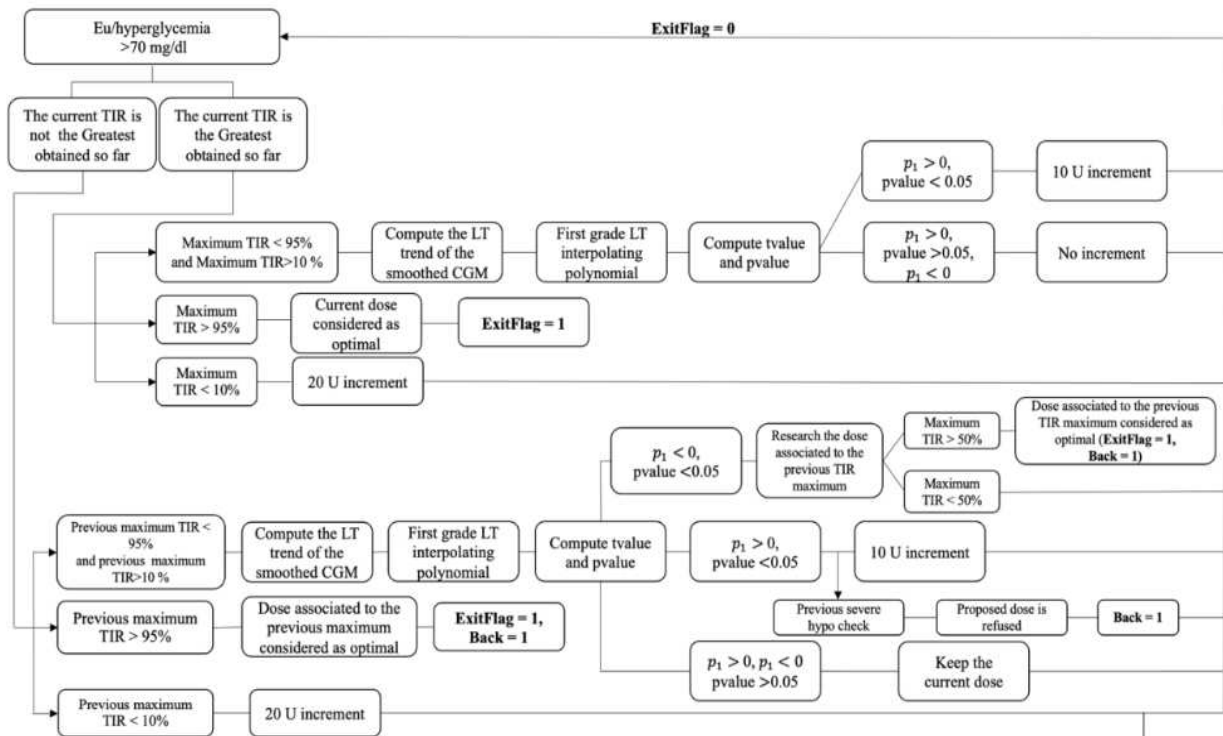 Eu/hyperglycemia
>70 mg/dl
ExitFlag = 0
The current TIR is
not the Greatest
obtained so far
The current TIR is
the Greatest
obtained so far
p₁ > 0,
pvalue < 0.05
10 U increment
Maximum TIR < 95%
and Maximum TIR>10 %
Compute the LT
trend of the
smoothed CGM
First grade LT
interpolating
polynomial
Compute tvalue
and pvalue
p₁ > 0,
pvalue >0.05,
p₁ < 0
No increment
Maximum
TIR > 95%
Current dose
considered as
optimal
ExitFlag = 1
Maximum
TIR < 10%
20 U increment
p₁ < 0,
pvalue <0.05
Research the dose
associated to the
previous TIR
maximum
Maximum
TIR > 50%
Dose associated to the previous
TIR maximum considered as
optimal (ExitFlag = 1,
Back = 1)
Maximum
TIR < 50%
Previous maximum TIR <
95%
and previous maximum
TIR>10 %
Compute the LT
trend of the
smoothed CGM
First grade LT
interpolating
polynomial
Compute tvalue
and pvalue
p₁ > 0,
pvalue <0.05
10 U increment
Previous severe
hypo check
Proposed dose is
refused
Back = 1
Previous maximum
TIR > 95%
Dose associated to the
previous maximum
considered as optimal
ExitFlag = 1,
Back = 1
p₁ > 0, p₁ < 0
pvalue >0.05
Keep the
current dose
Previous maximum
TIR < 10%
20 U increment